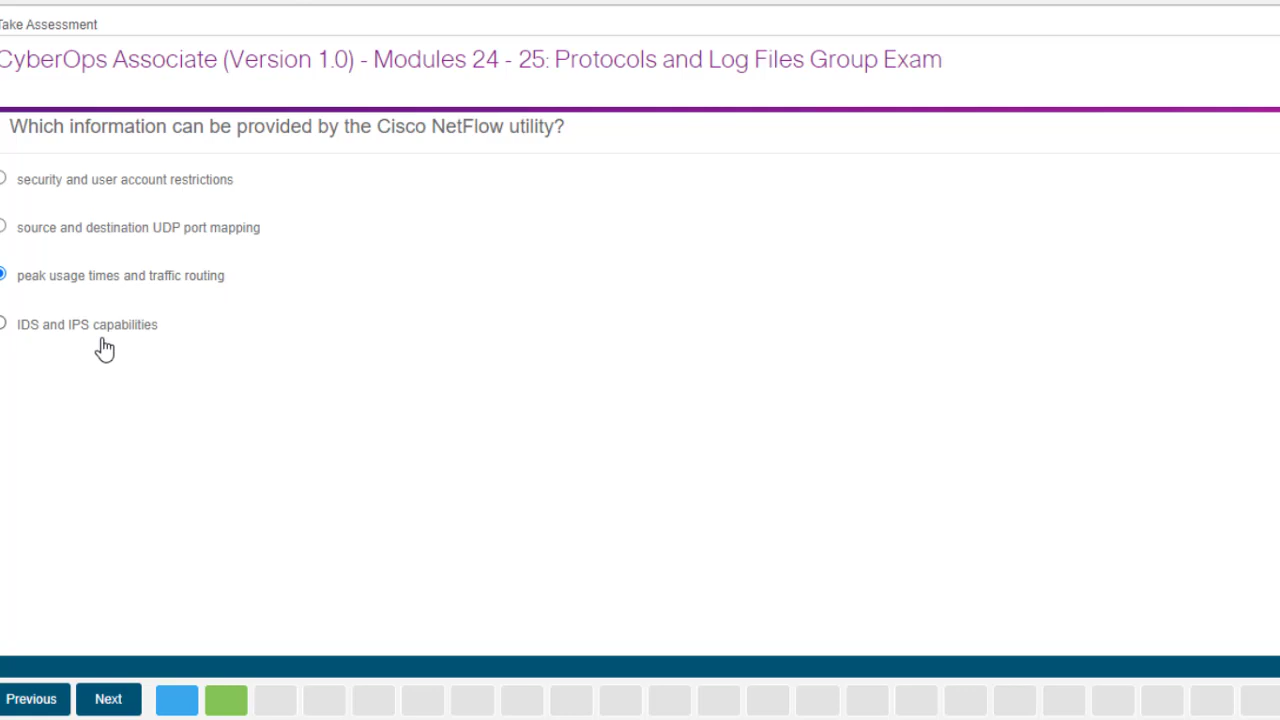 Take Assessment
CyberOps Associate (Version 1.0) - Modules 24 - 25: Protocols and Log Files Group Exam
Which information can be provided by the Cisco NetFlow utility?
security and user account restrictions
source and destination UDP port mapping
peak usage times and traffic routing
IDS and IPS capabilities
Previous Next